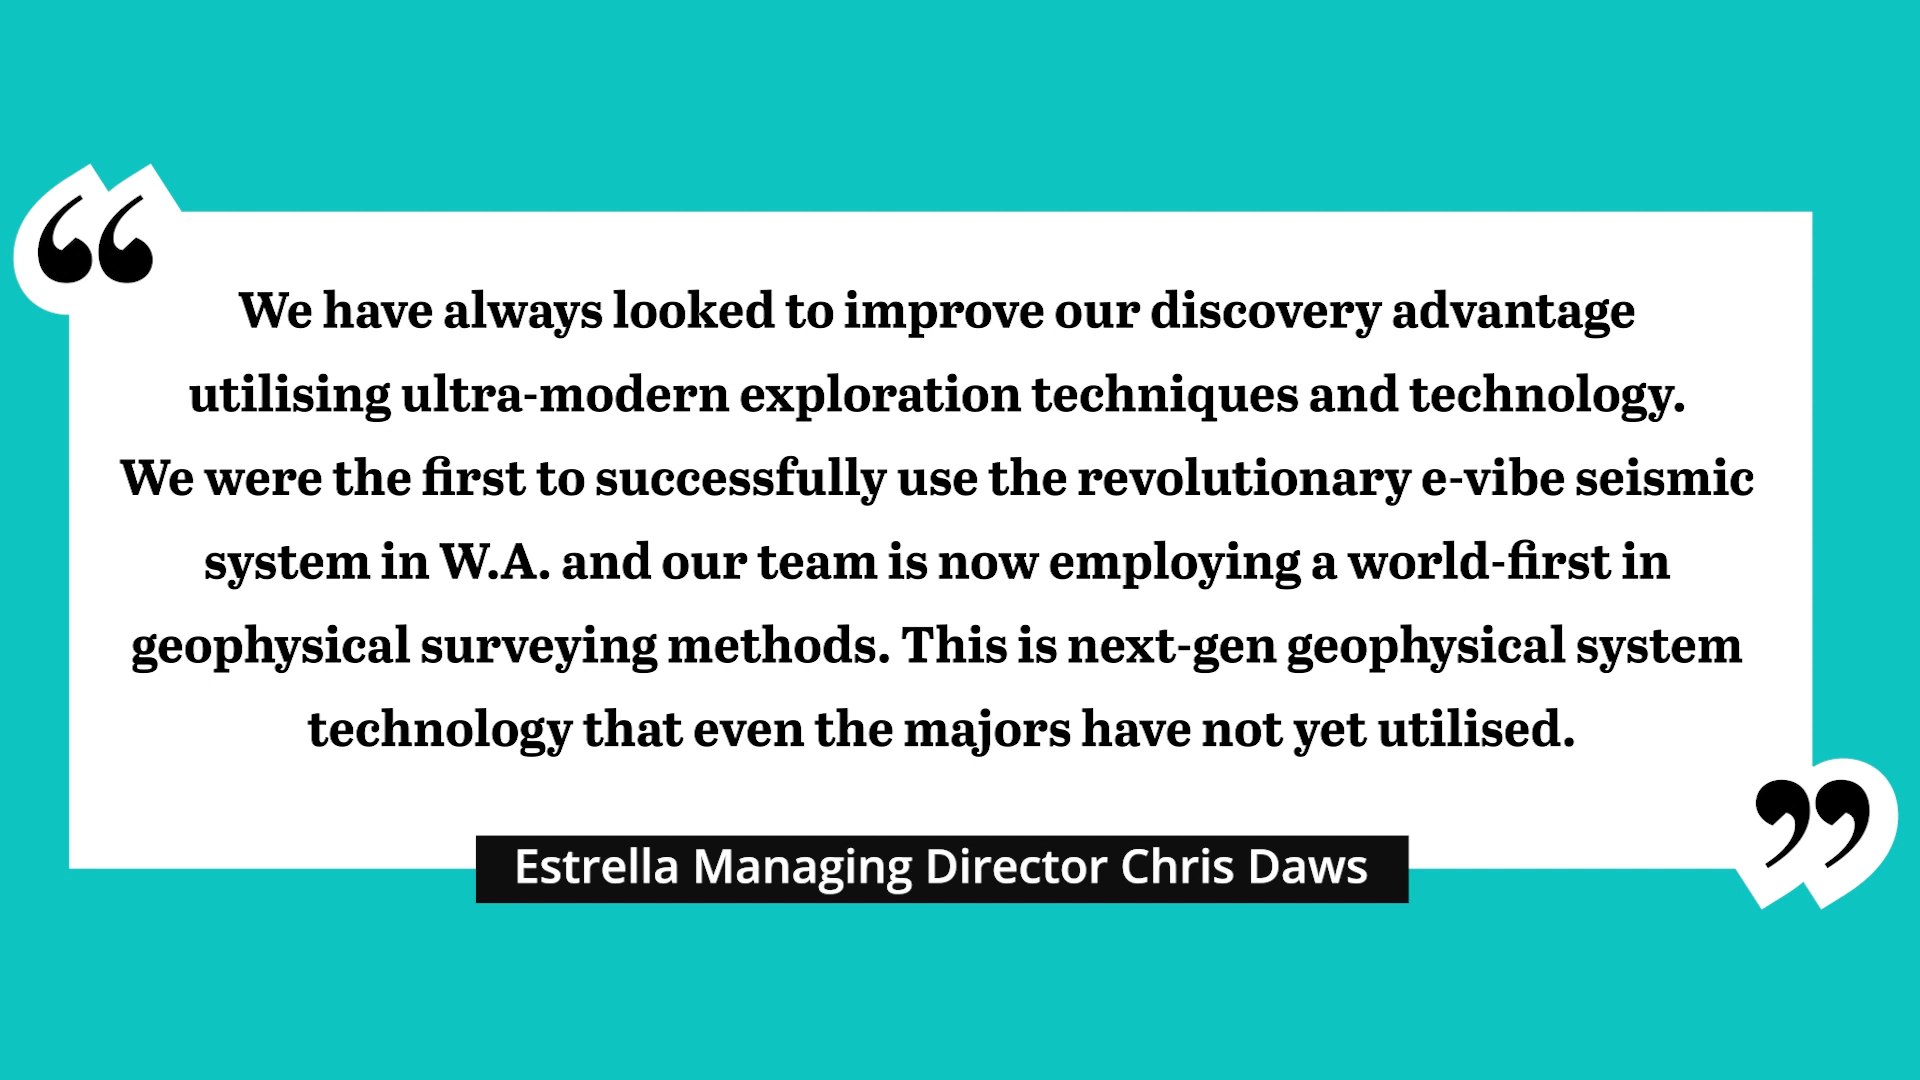 “
We have always looked to improve our discovery advantage
utilising ultra-modern exploration techniques and technology.
We were the first to successfully use the revolutionary e-vibe seismic
system in W.A. and our team is now employing a world-first in
geophysical surveying methods. This is next-gen geophysical system
technology that even the majors have not yet utilised.
”
Estrella Managing Director Chris Daws